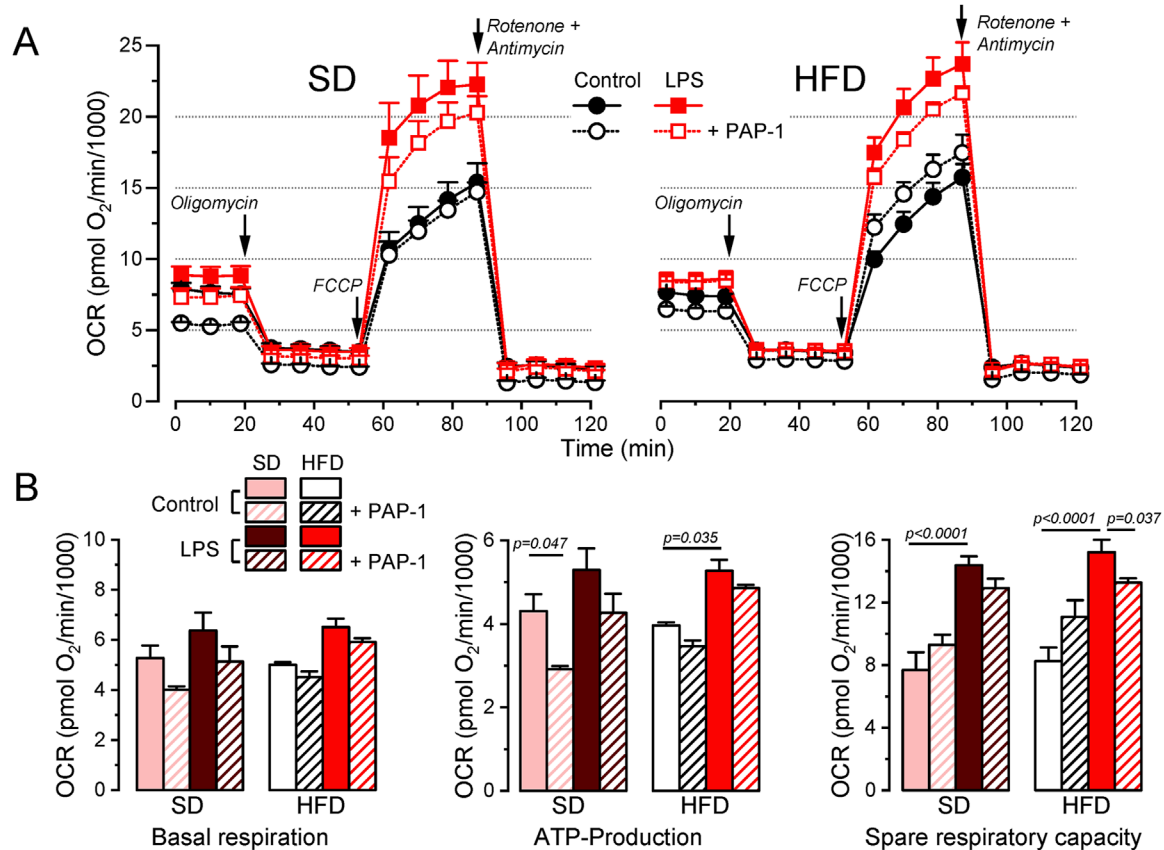 A
Rotenone +
Antimycin
Rotenone +
Antimycin
SD
HFD
Control LPS
+ PAP-1
Oligomycin
Oligomycin
FCCP
FCCP
OCR (pmol O₂/min/1000)
25
20
15
10
5
0
0 20 40 60 80 100 120
0 20 40 60 80 100 120
Time (min)
B
SD HFD
Control
+ PAP-1
LPS
+ PAP-1
OCR (pmol O₂/min/1000)
10
8
6
4
2
0
SD HFD
Basal respiration
OCR (pmol O₂/min/1000)
6
4
2
0
p=0.047
p=0.035
SD HFD
ATP-Production
OCR (pmol O₂/min/1000)
16
12
8
4
0
p<0.0001
p<0.0001
p=0.037
SD HFD
Spare respiratory capacity